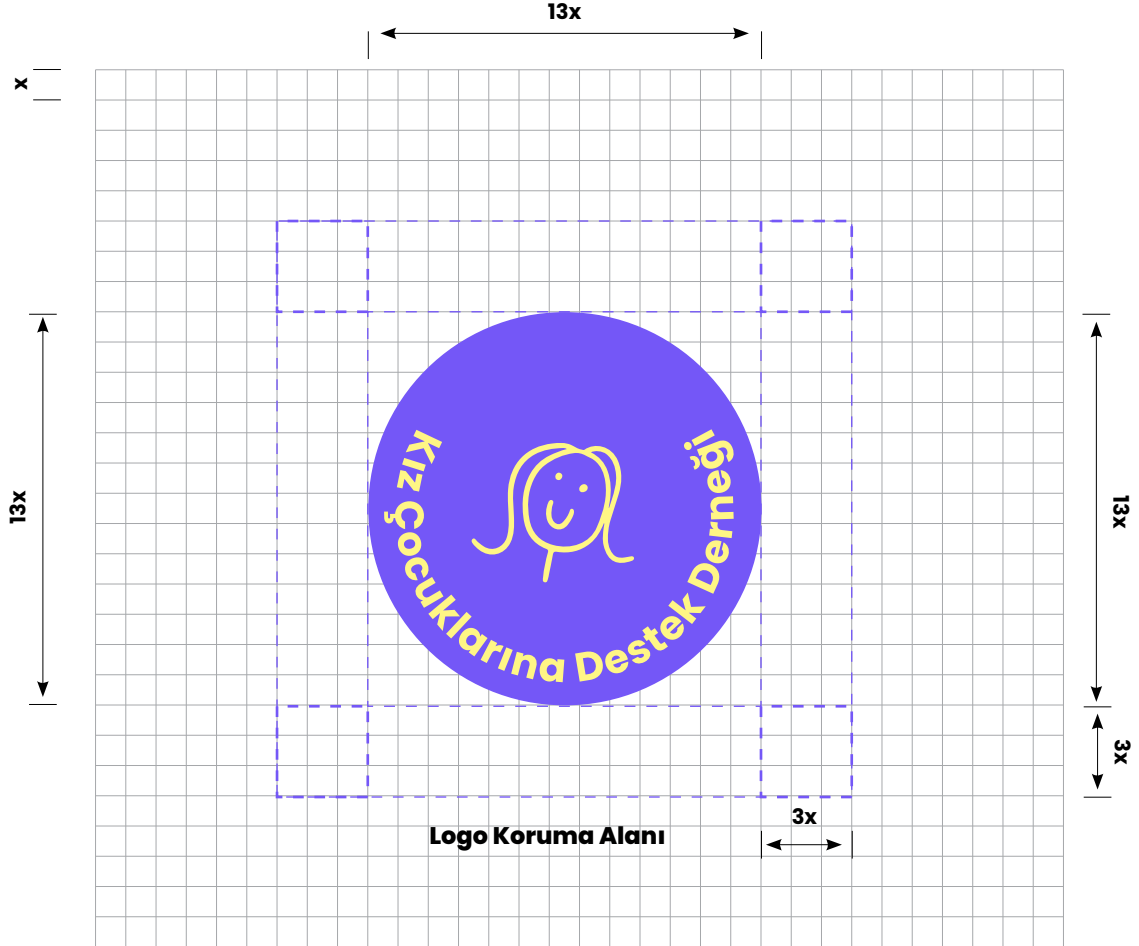 13x
x
13x
13x
Kız Çocuklarına Destek Derneği
3x
3x
Logo Koruma Alanı